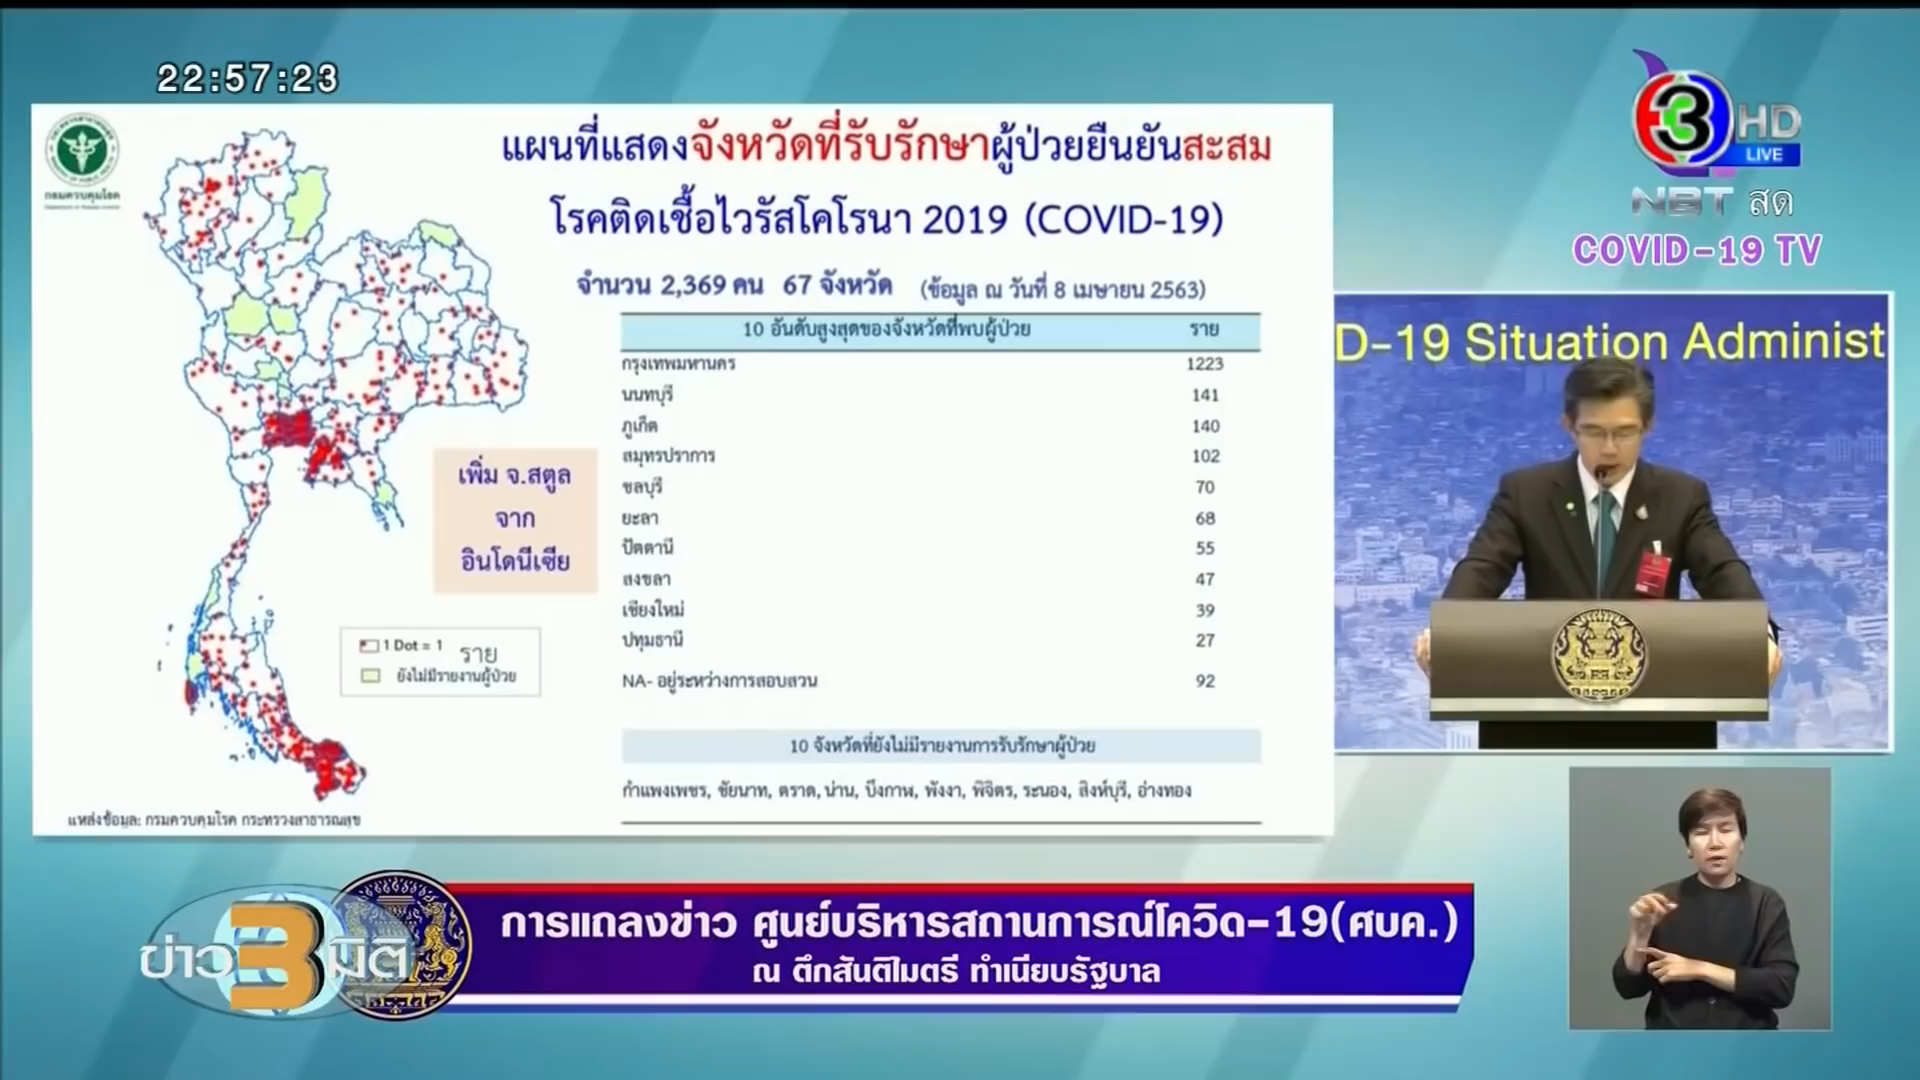 22:57:23
3 HD
LIVE
NBT สด
COVID-19 TV
กรมควบคุมโรค
แผนที่แสดงจังหวัดที่รับรักษาผู้ป่วยยืนยันสะสม
โรคติดเชื้อไวรัสโคโรนา 2019 (COVID-19)
จำนวน 2,369 คน 67 จังหวัด (ข้อมูล ณ วันที่ 8 เมษายน 2563)
10 อันดับสูงสุดของจังหวัดที่พบผู้ป่วย ราย
กรุงเทพมหานคร 1223
นนทบุรี 141
ภูเก็ต 140
สมุทรปราการ 102
ชลบุรี 70
ยะลา 68
ปัตตานี 55
สงขลา 47
เชียงใหม่ 39
ปทุมธานี 27
NA- อยู่ระหว่างการสอบสวน 92
10 จังหวัดที่ยังไม่มีรายงานการรับรักษาผู้ป่วย
กำแพงเพชร, ชัยนาท, ตราด, น่าน, บึงกาฬ, พังงา, พิจิตร, ระนอง, สิงห์บุรี, อ่างทอง
เพิ่ม จ.สตูล
จาก
อินโดนีเซีย
1 Dot = 1 ราย
ยังไม่มีรายงานผู้ป่วย
แหล่งข้อมูล: กรมควบคุมโรค กระทรวงสาธารณสุข
D-19 Situation Administ
ข่าว 3 มิติ
การแถลงข่าว ศูนย์บริหารสถานการณ์โควิด-19(ศบค.)
ณ ตึกสันติไมตรี ทำเนียบรัฐบาล